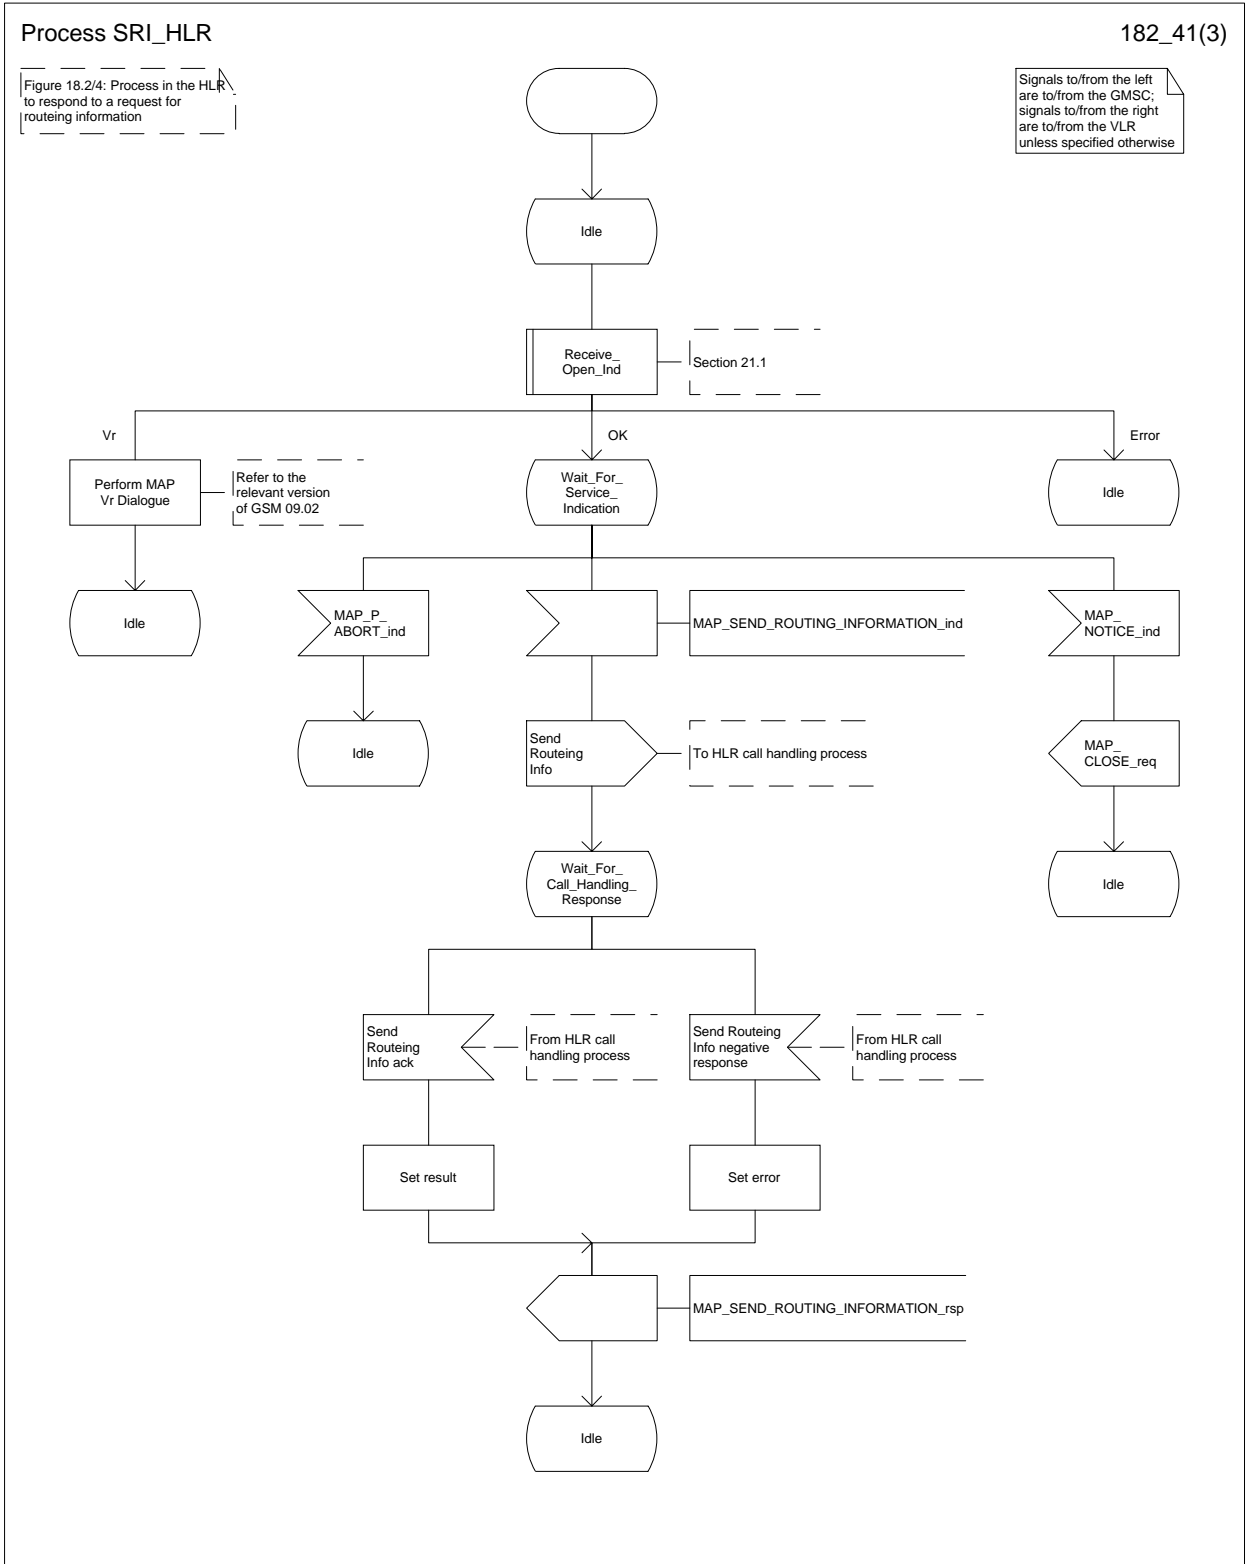 Process SRI_HLR
182_41(3)
Figure 18.2/4: Process in the HLR
to respond to a request for
routeing information
Signals to/from the left
are to/from the GMSC;
signals to/from the right
are to/from the VLR
unless specified otherwise
Idle
Receive_
Open_Ind
Section 21.1
Vr
OK
Error
Perform MAP
Vr Dialogue
Refer to the
relevant version
of GSM 09.02
Wait_For_
Service_
Indication
Idle
Idle
MAP_P_
ABORT_ind
MAP_SEND_ROUTING_INFORMATION_ind
MAP_
NOTICE_ind
Idle
Send
Routeing
Info
To HLR call handling process
MAP_
CLOSE_req
Wait_For_
Call_Handling_
Response
Idle
Send
Routeing
Info ack
From HLR call
handling process
Send Routeing
Info negative
response
From HLR call
handling process
Set result
Set error
MAP_SEND_ROUTING_INFORMATION_rsp
Idle